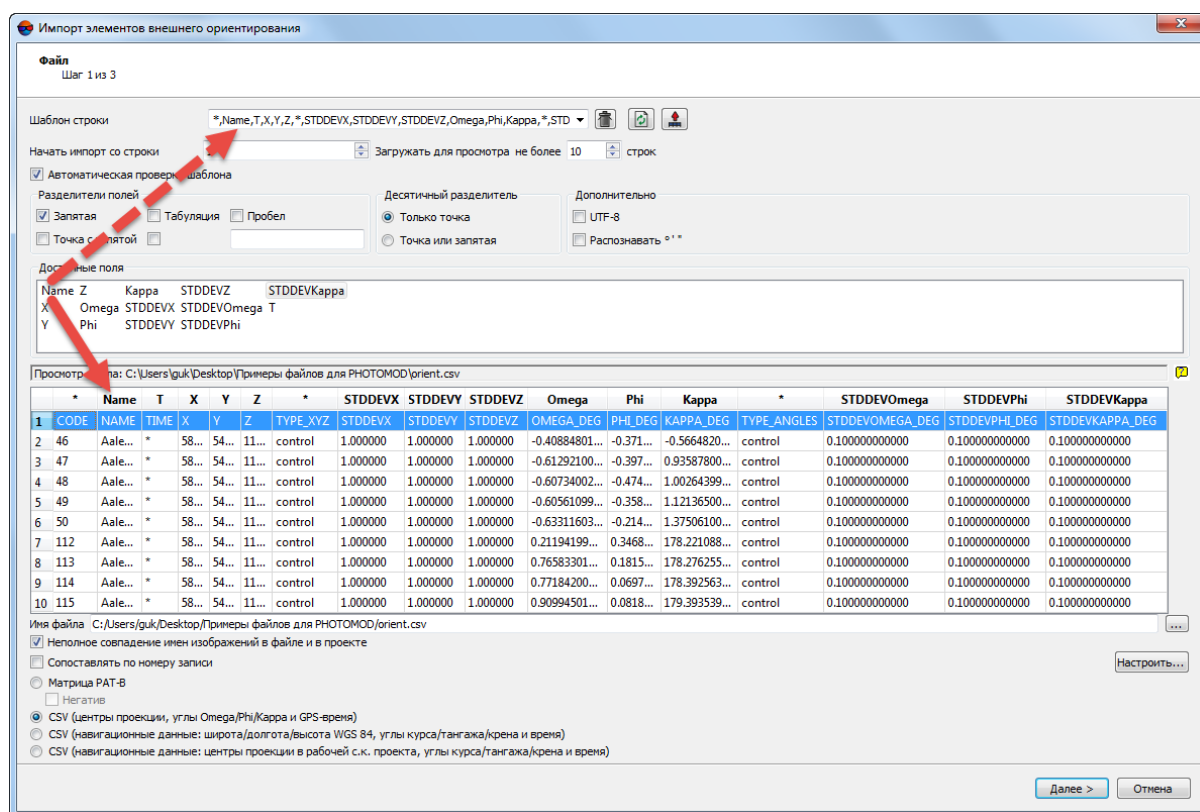 Импорт элементов внешнего ориентирования
Файл
Шаг 1 из 3
Шаблон строки *,Name,T,X,Y,Z,*,STDDEVX,STDDEVY,STDDEVZ,Omega,Phi,Kappa,*,STD
Начать импорт со строки Загружать для просмотра не более 10 строк
Автоматическая проверка шаблона
Разделители полей Десятичный разделитель Дополнительно
Запятая Табуляция Пробел Только точка UTF-8
Точка с запятой Точка или запятая Распознавать ° ' "
Доступные поля
Name Z Kappa STDDEVZ STDDEVKappa
X Omega STDDEVX STDDEVOmega T
Y Phi STDDEVY STDDEVPhi
Просмотр файла: C:\Users\guk\Desktop\Примеры файлов для PHOTOMOD\orient.csv
* Name T X Y Z * STDDEVX STDDEVY STDDEVZ Omega Phi Kappa * STDDEVOmega STDDEVPhi STDDEVKappa
1 CODE NAME TIME X Y Z TYPE_XYZ STDDEVX STDDEVY STDDEVZ OMEGA_DEG PHI_DEG KAPPA_DEG TYPE_ANGLES STDDEVOMEGA_DEG STDDEVPHI_DEG STDDEVKAPPA_DEG
2 46 Aale... * 58... 54... 11... control 1.000000 1.000000 1.000000 -0.40884801... -0.371... -0.5664820... control 0.100000000000 0.100000000000 0.100000000000
3 47 Aale... * 58... 54... 11... control 1.000000 1.000000 1.000000 -0.61292100... -0.397... 0.93587800... control 0.100000000000 0.100000000000 0.100000000000
4 48 Aale... * 58... 54... 11... control 1.000000 1.000000 1.000000 -0.60734002... -0.474... 1.00264399... control 0.100000000000 0.100000000000 0.100000000000
5 49 Aale... * 58... 54... 11... control 1.000000 1.000000 1.000000 -0.60561099... -0.358... 1.12136500... control 0.100000000000 0.100000000000 0.100000000000
6 50 Aale... * 58... 54... 11... control 1.000000 1.000000 1.000000 -0.63311603... -0.214... 1.37506100... control 0.100000000000 0.100000000000 0.100000000000
7 112 Aale... * 58... 54... 11... control 1.000000 1.000000 1.000000 0.21194199... 0.3468... 178.221088... control 0.100000000000 0.100000000000 0.100000000000
8 113 Aale... * 58... 54... 11... control 1.000000 1.000000 1.000000 0.76583301... 0.1815... 178.276255... control 0.100000000000 0.100000000000 0.100000000000
9 114 Aale... * 58... 54... 11... control 1.000000 1.000000 1.000000 0.77184200... 0.0697... 178.392563... control 0.100000000000 0.100000000000 0.100000000000
10 115 Aale... * 58... 54... 11... control 1.000000 1.000000 1.000000 0.90994501... 0.0818... 179.393539... control 0.100000000000 0.100000000000 0.100000000000
Имя файла C:/Users/guk/Desktop/Примеры файлов для PHOTOMOD/orient.csv ...
Неполное совпадение имен изображений в файле и в проекте
Сопоставлять по номеру записи Настроить...
Матрица PAT-B
Негатив
CSV (центры проекции, углы Omega/Phi/Kappa и GPS-время)
CSV (навигационные данные: широта/долгота/высота WGS 84, углы курса/тангажа/крена и время)
CSV (навигационные данные: центры проекции в рабочей с.к. проекта, углы курса/тангажа/крена и время)
Далее > Отмена